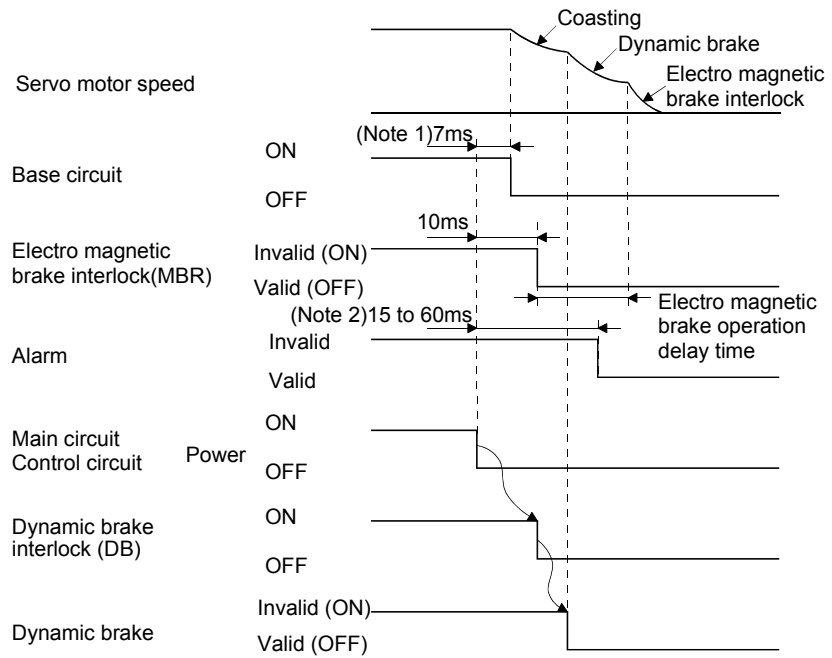 Coasting
Dynamic brake
Electro magnetic
brake interlock
Servo motor speed
(Note 1)7ms
ON
Base circuit
OFF
10ms
Electro magnetic
brake interlock(MBR)
Invalid (ON)
Valid (OFF)
Electro magnetic
brake operation
delay time
(Note 2)15 to 60ms
Invalid
Alarm
Valid
ON
Main circuit
Control circuit
Power
OFF
ON
Dynamic brake
interlock (DB)
OFF
Invalid (ON)
Dynamic brake
Valid (OFF)